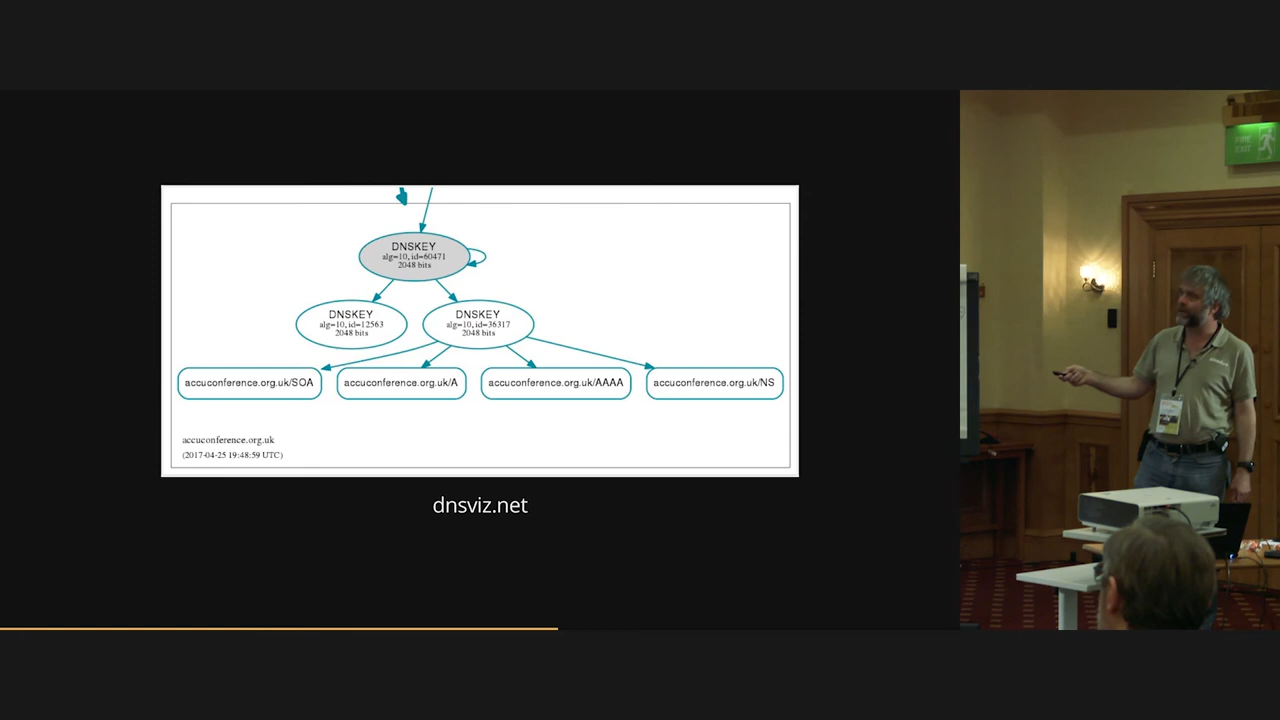 DNSKEY
alg=10, id=60471
2048 bits
DNSKEY
alg=10, id=12563
2048 bits
DNSKEY
alg=10, id=36317
2048 bits
accuconference.org.uk/SOA
accuconference.org.uk/A
accuconference.org.uk/AAAA
accuconference.org.uk/NS
accuconference.org.uk
(2017-04-25 19:48:59 UTC)
dnsviz.net
FIRE
EXIT